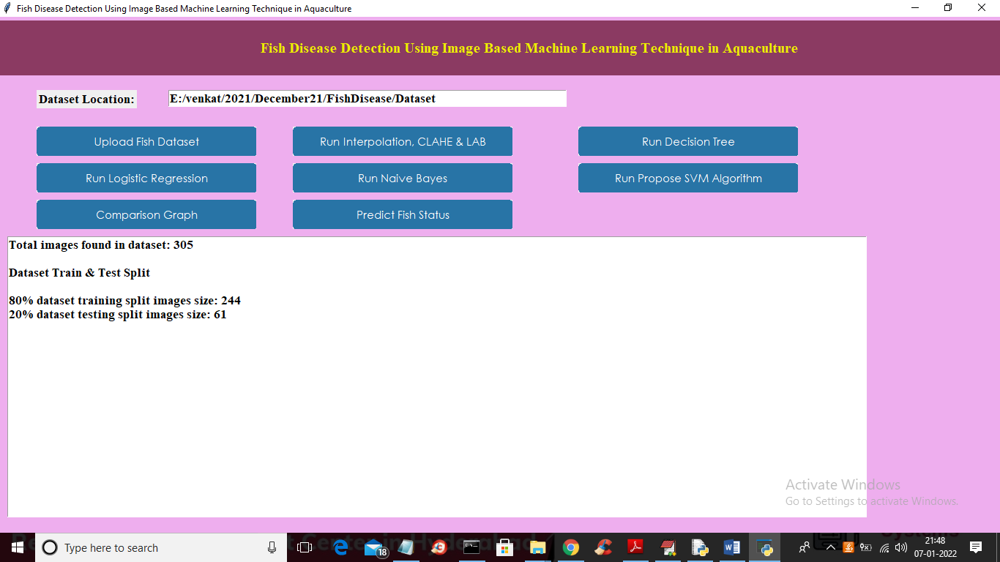 Fish Disease Detection Using Image Based Machine Learning Technique in Aquaculture
Fish Disease Detection Using Image Based Machine Learning Technique in Aquaculture
Dataset Location:
E:/venkat/2021/December21/FishDisease/Dataset
Upload Fish Dataset
Run Interpolation, CLAHE & LAB
Run Decision Tree
Run Logistic Regression
Run Naive Bayes
Run Propose SVM Algorithm
Comparison Graph
Predict Fish Status
Total images found in dataset: 305
Dataset Train & Test Split
80% dataset training split images size: 244
20% dataset testing split images size: 61
Activate Windows
Go to Settings to activate Windows.
Type here to search
18
21:48
07-01-2022